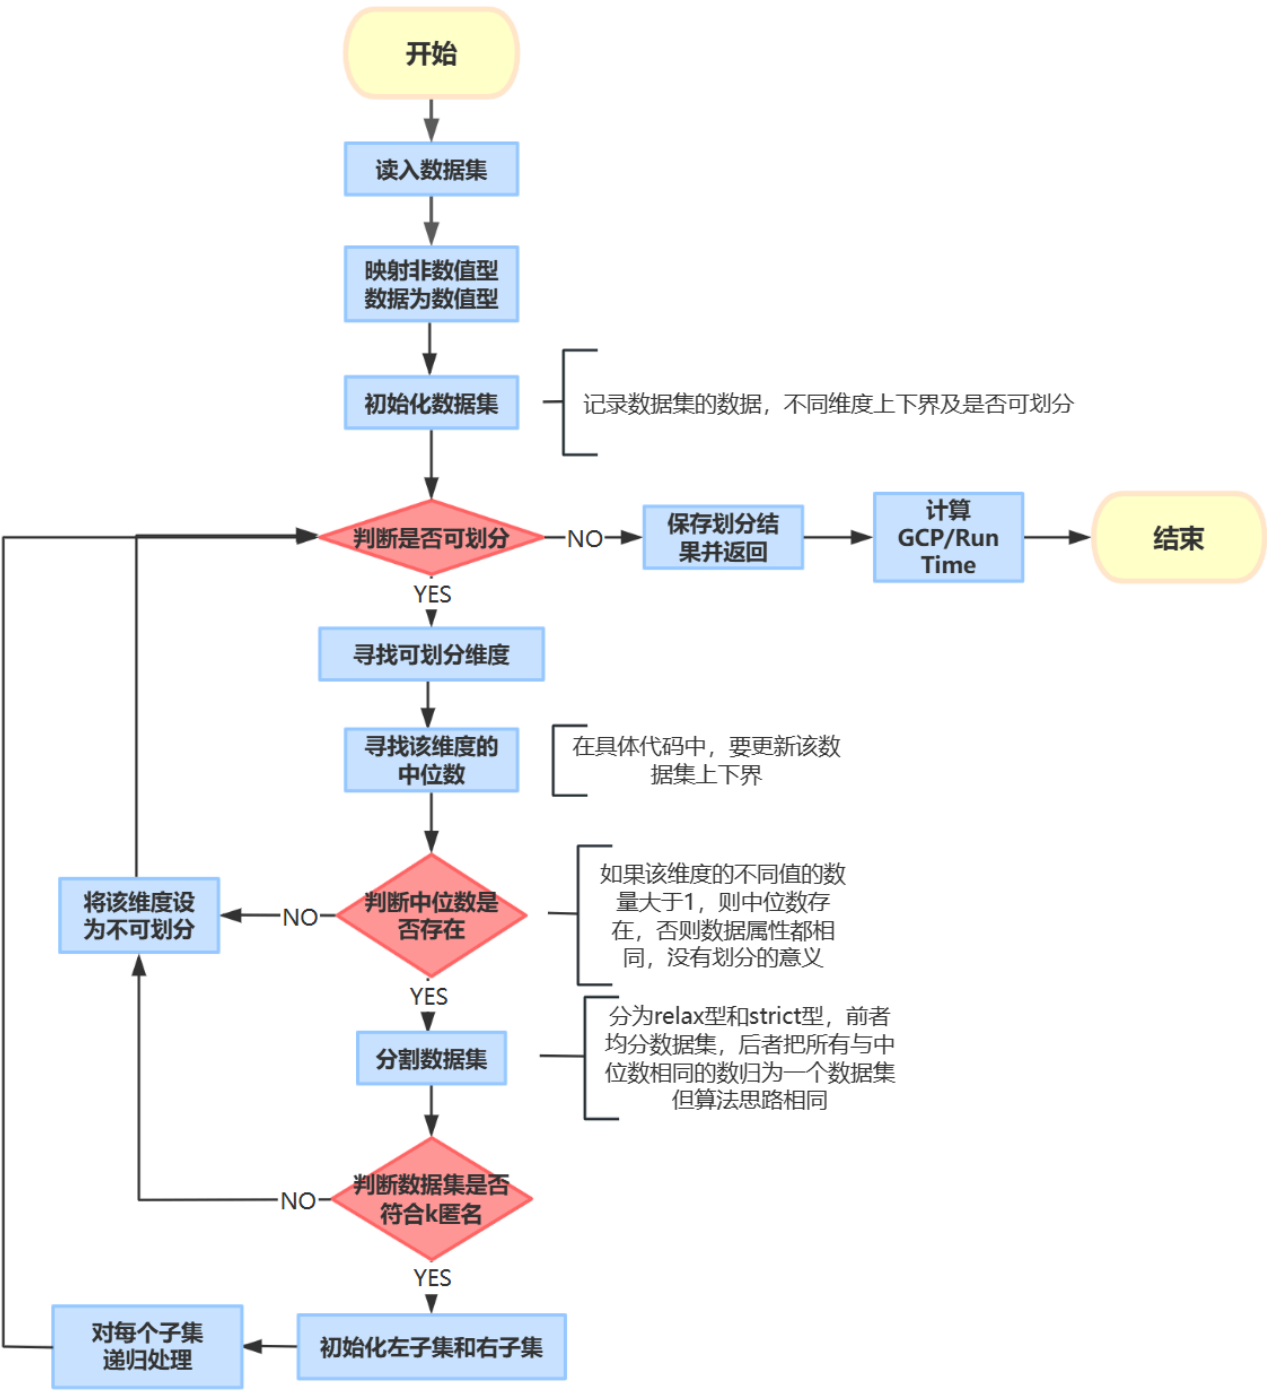 开始
读入数据集
映射非数值型
数据为数值型
初始化数据集
记录数据集的数据，不同维度上下界及是否可划分
判断是否可划分
NO
保存划分结
果并返回
计算
GCP/Run
Time
结束
YES
寻找可划分维度
寻找该维度的
中位数
在具体代码中，要更新该数
据集上下界
将该维度设
为不可划分
NO
判断中位数是
否存在
如果该维度的不同值的数
量大于1，则中位数存
在，否则数据属性都相
同，没有划分的意义
YES
分割数据集
分为relax型和strict型，前者
均分数据集，后者把所有与中
位数相同的数归为一个数据集
但算法思路相同
NO
判断数据集是否
符合k匿名
YES
对每个子集
递归处理
初始化左子集和右子集